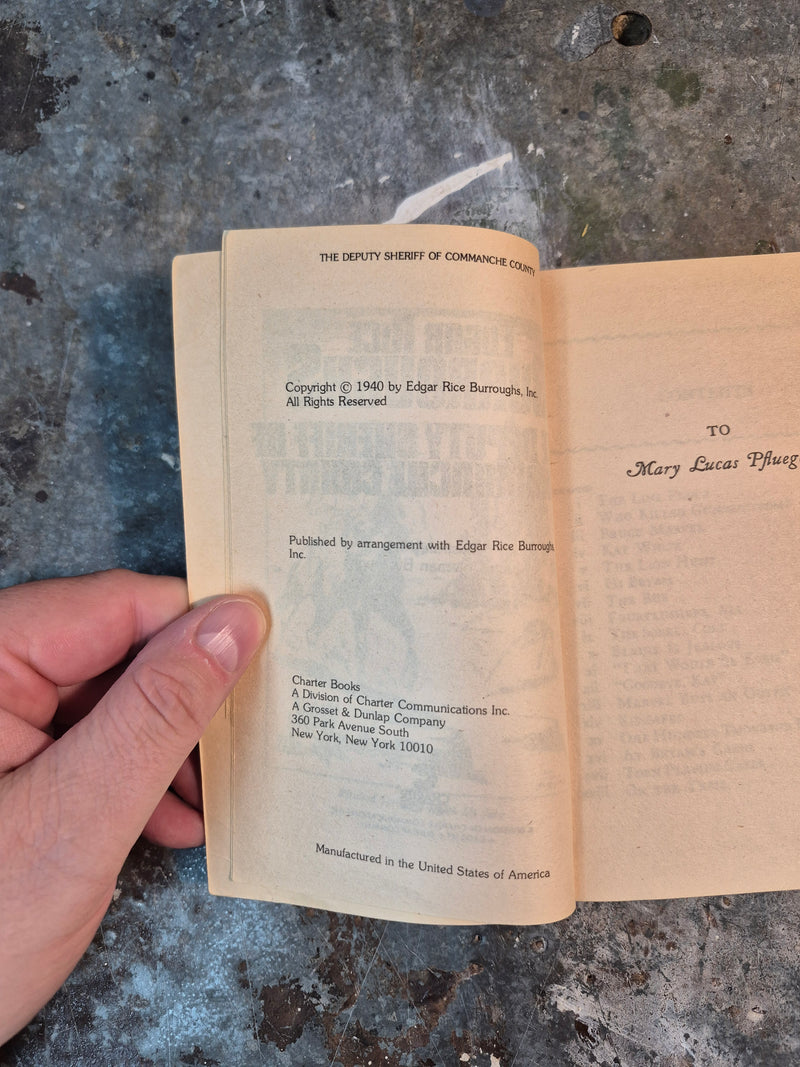 THE DEPUTY SHERIFF OF COMMANCHE COUNTY
Copyright © 1940 by Edgar Rice Burroughs, Inc.
All Rights Reserved
Published by arrangement with Edgar Rice Burroughs
Inc.
Charter Books
A Division of Charter Communications Inc.
A Grosset & Dunlap Company
360 Park Avenue South
New York, New York 10010
Manufactured in the United States of America
TO
Mary Lucas Pflueg